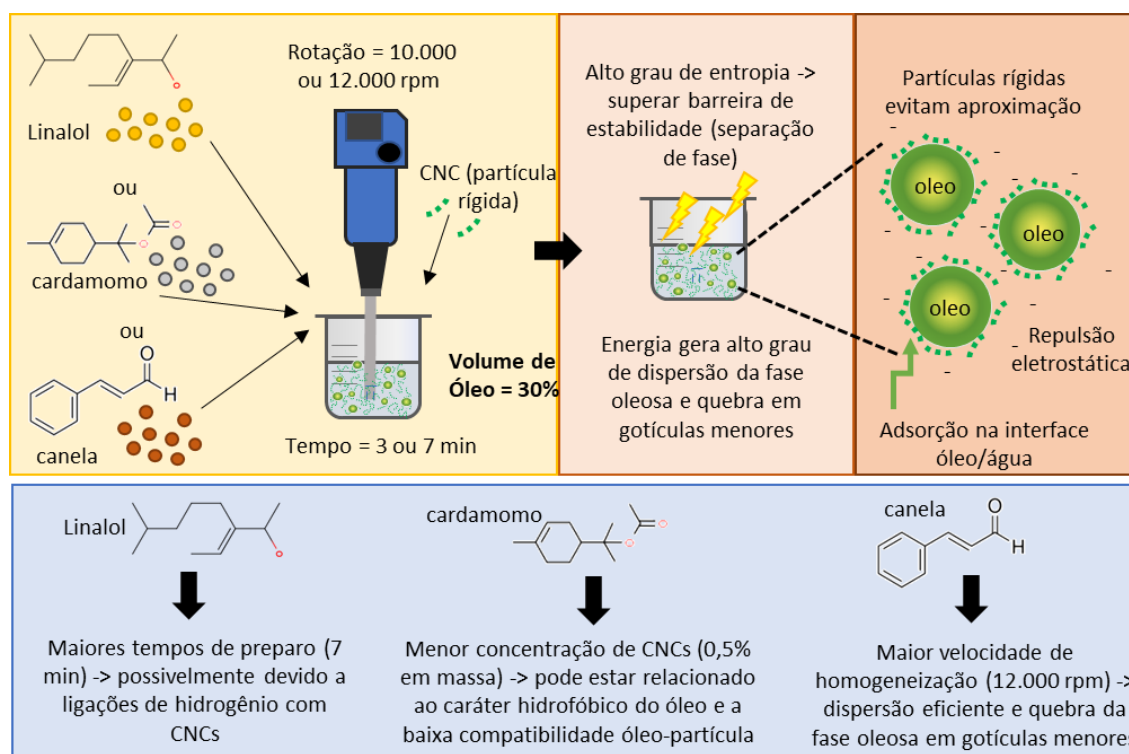 Linalol
ou
cardamomo
ou
O
H
canela
Rotação = 10.000
ou 12.000 rpm
CNC (partícula
rígida)
Volume de
Óleo = 30%
Tempo = 3 ou 7 min
Alto grau de entropia ->
superar barreira de
estabilidade (separação
de fase)
Energia gera alto grau
de dispersão da fase
oleosa e quebra em
gotículas menores
Partículas rígidas
evitam aproximação
oleo
oleo
oleo
Repulsão
eletrostática
Adsorção na interface
óleo/água
Linalol
Maiores tempos de preparo (7
min) -> possivelmente devido a
ligações de hidrogênio com
CNCs
cardamomo
Menor concentração de CNCs (0,5%
em massa) -> pode estar relacionado
ao caráter hidrofóbico do óleo e a
baixa compatibilidade óleo-partícula
canela
O
H
Maior velocidade de
homogeneização (12.000 rpm) ->
dispersão eficiente e quebra da
fase oleosa em gotículas menores